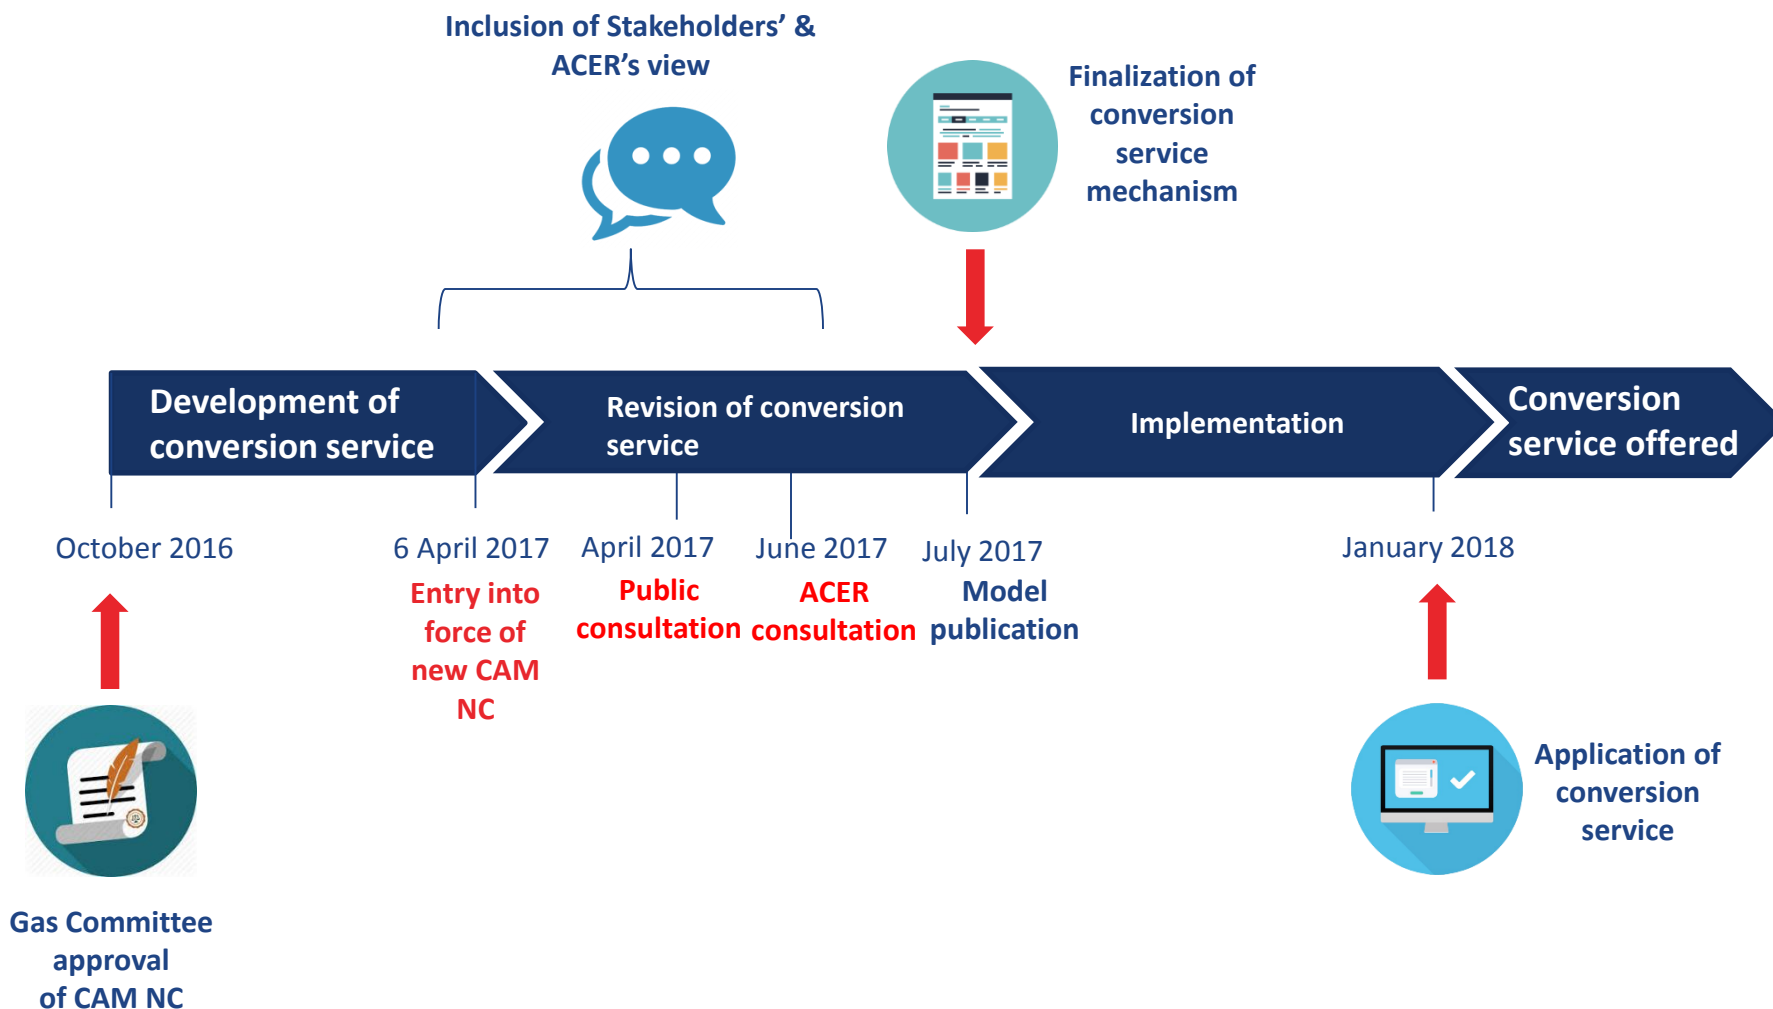 Inclusion of Stakeholders’ &
ACER’s view
Finalization of
conversion
service
mechanism
Development of
conversion service
Revision of conversion
service
Implementation
Conversion
service offered
October 2016
6 April 2017
Entry into
force of
new CAM
NC
April 2017
Public
consultation
June 2017
ACER
consultation
July 2017
Model
publication
January 2018
Gas Committee
approval
of CAM NC
Application of
conversion
service